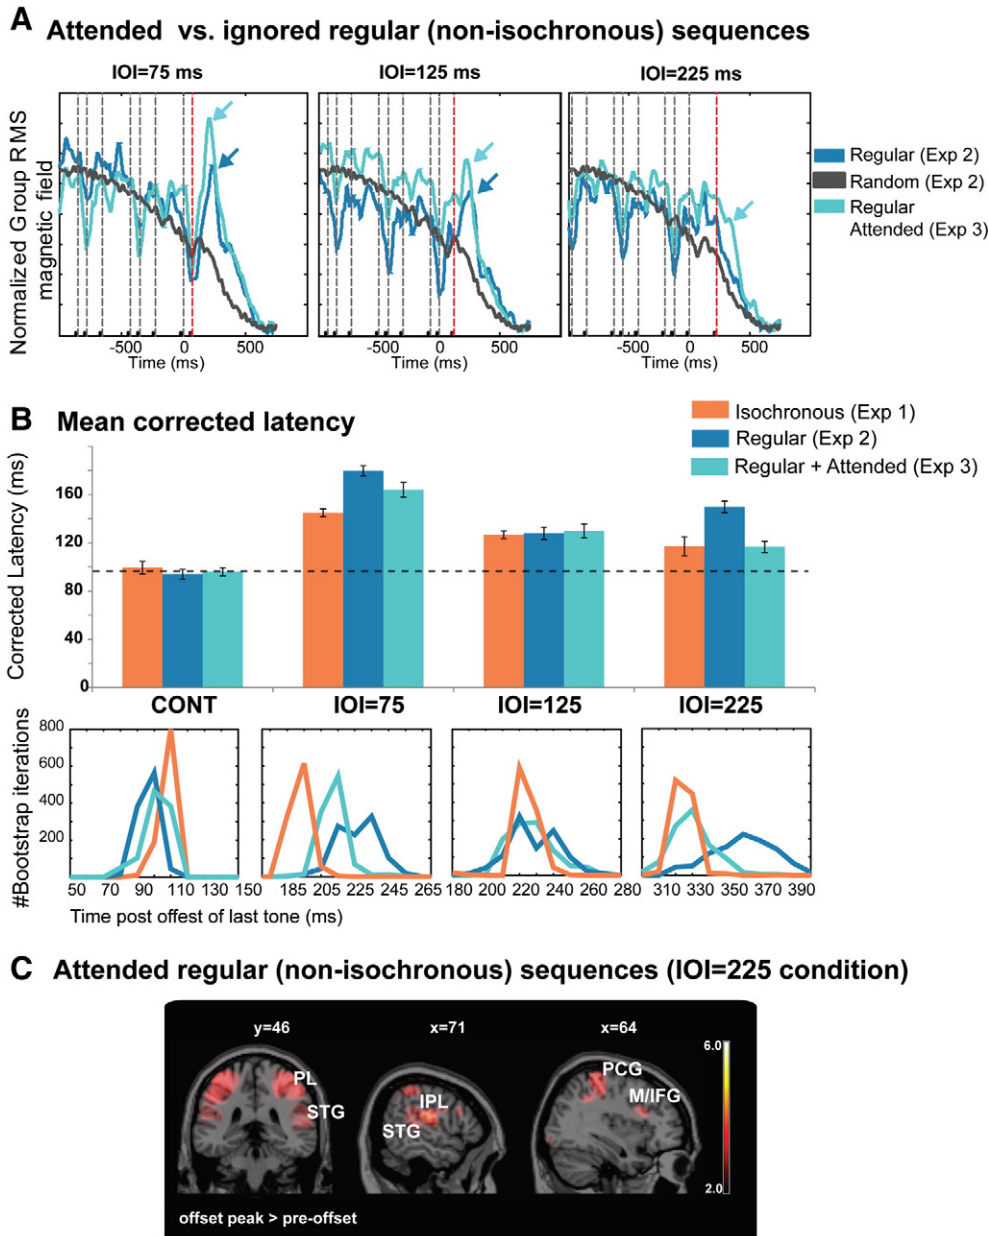 A Attended vs. ignored regular (non-isochronous) sequences
IOI=75 ms IOI=125 ms IOI=225 ms
Normalized Group RMS
magnetic field
Regular (Exp 2)
Random (Exp 2)
Regular
Attended (Exp 3)
-500 0 500 -500 0 500 -500 0 500
Time (ms) Time (ms) Time (ms)
B Mean corrected latency
Isochronous (Exp 1)
Regular (Exp 2)
Regular + Attended (Exp 3)
Corrected Latency (ms)
160
120
80
40
0
CONT IOI=75 IOI=125 IOI=225
#Bootstrap iterations
800
600
400
200
50 70 90 110 130 150 185 205 225 245 265 180 200 220 240 260 280 310 330 350 370 390
Time post offest of last tone (ms)
C Attended regular (non-isochronous) sequences (IOI=225 condition)
y=46 x=71 x=64
6.0
PL
STG
IPL
STG
PCG
M/IFG
2.0
offset peak > pre-offset